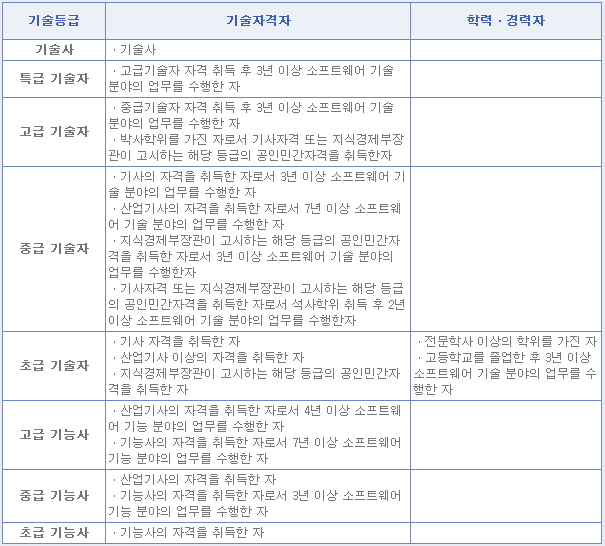 기술등급 기술자격자 학력·경력자
기술사 · 기술사
특급 기술자
· 고급기술자 자격 취득 후 3년 이상 소프트웨어 기술
분야의 업무를 수행한 자
고급 기술자
· 중급기술자 자격 취득 후 3년 이상 소프트웨어 기술
분야의 업무를 수행한 자
· 박사학위를 가진 자로서 기사자격 또는 지식경제부장
관이 고시하는 해당 등급의 공인민간자격을 취득한자
중급 기술자
· 기사의 자격을 취득한 자로서 3년 이상 소프트웨어 기
술 분야의 업무를 수행한 자
· 산업기사의 자격을 취득한 자로서 7년 이상 소프트웨
어 기술 분야의 업무를 수행한 자
· 지식경제부장관이 고시하는 해당 등급의 공인민간자
격을 취득한 자로서 3년 이상 소프트웨어 기술 분야의
업무를 수행한자
· 기사자격 또는 지식경제부장관이 고시하는 해당 등급
의 공인민간자격을 취득한 자로서 석사학위 취득 후 2년
이상 소프트웨어 기술 분야의 업무를 수행한자
초급 기술자
· 기사 자격을 취득한 자
· 산업기사 이상의 자격을 취득한 자
· 지식경제부장관이 고시하는 해당 등급의 공인민간자
격을 취득한 자
· 전문학사 이상의 학위를 가진 자
· 고등학교를 졸업한 후 3년 이상
소프트웨어 기술 분야의 업무를 수
행한 자
고급 기능사
· 산업기사의 자격을 취득한 자로서 4년 이상 소프트웨
어 기능 분야의 업무를 수행한 자
· 기능사의 자격을 취득한 자로서 7년 이상 소프트웨어
기능 분야의 업무를 수행한 자
중급 기능사
· 산업기사의 자격을 취득한 자
· 기능사의 자격을 취득한 자로서 3년 이상 소프트웨어
기능 분야의 업무를 수행한 자
초급 기능사 · 기능사의 자격을 취득한 자